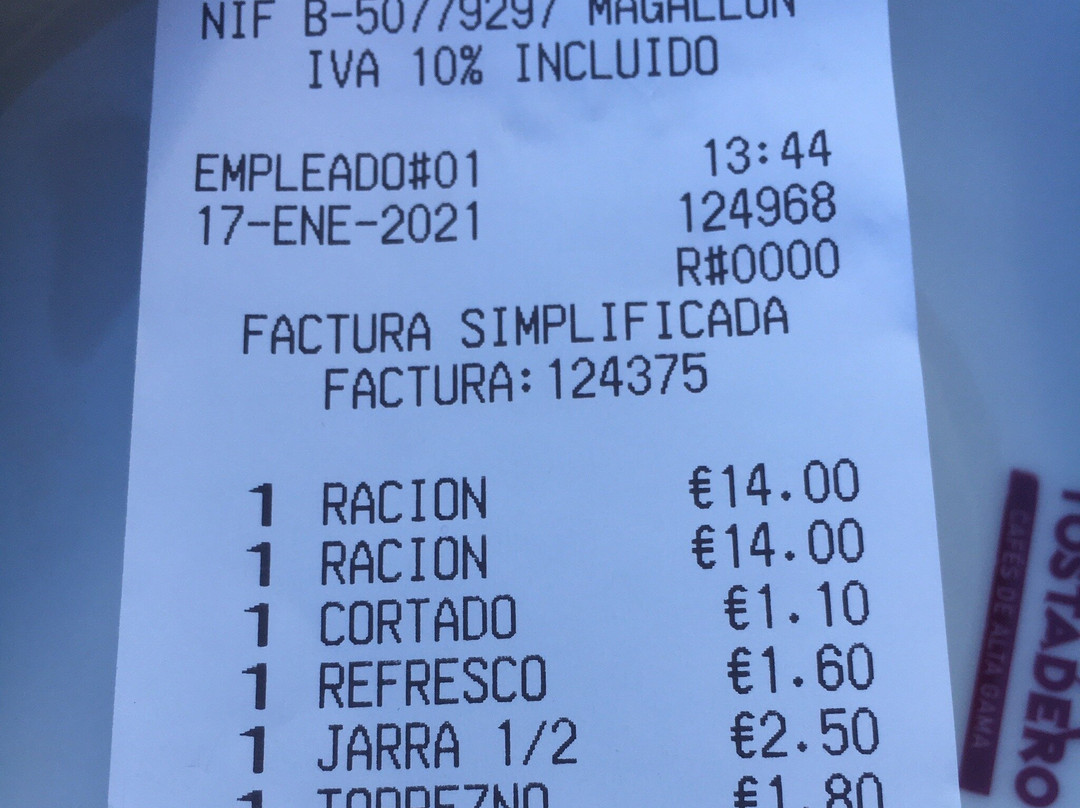 NIF B-50779297 MAGALLON
IVA 10% INCLUIDO
EMPLEADO#01 13:44
17-ENE-2021 124968
R#0000
FACTURA SIMPLIFICADA
FACTURA:124375
1 RACION €14.00
1 RACION €14.00
1 CORTADO €1.10
1 REFRESCO €1.60
1 JARRA 1/2 €2.50
1 TORREZNO €1.80
TOSTADERO
CAFES DE ALTA GAMA